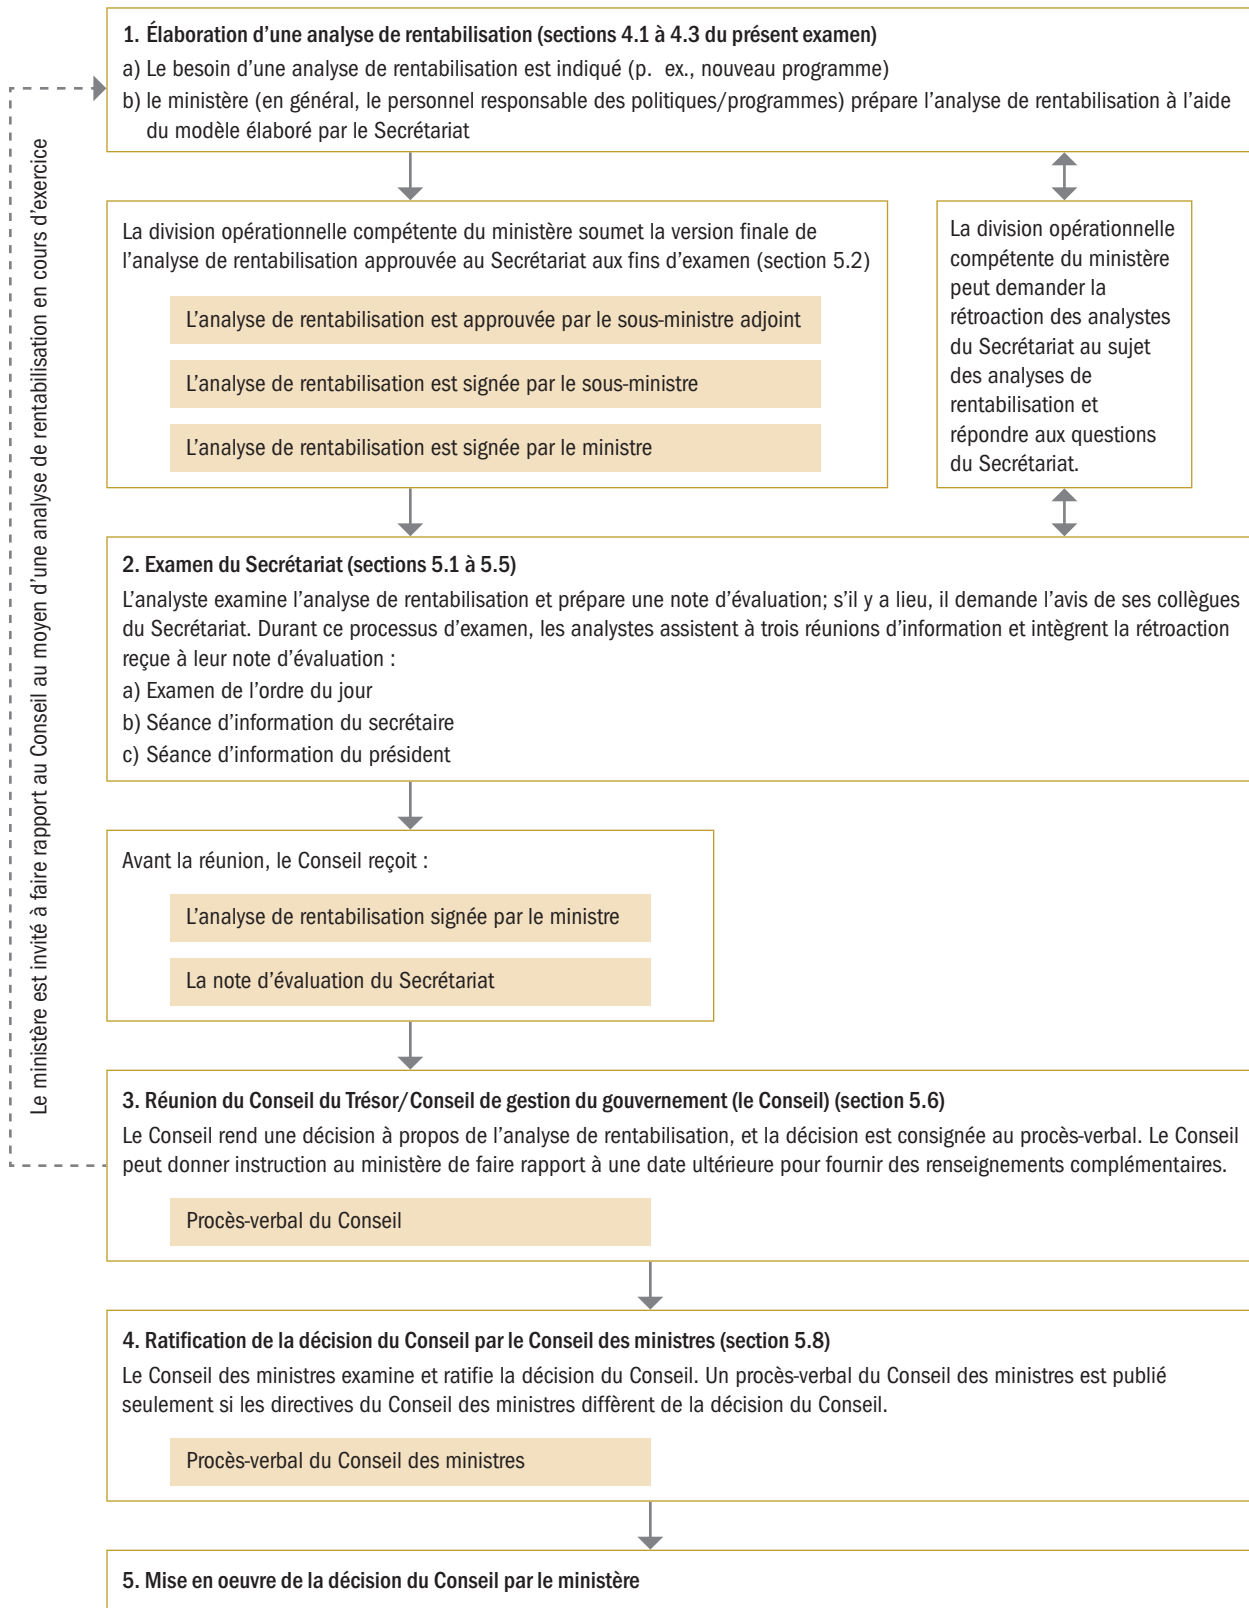 1. Élaboration d’une analyse de rentabilisation (sections 4.1 à 4.3 du présent examen)
a) Le besoin d’une analyse de rentabilisation est indiqué (p. ex., nouveau programme)
b) le ministère (en général, le personnel responsable des politiques/programmes) prépare l’analyse de rentabilisation à l’aide
du modèle élaboré par le Secrétariat
La division opérationnelle compétente du ministère soumet la version finale de
l’analyse de rentabilisation approuvée au Secrétariat aux fins d’examen (section 5.2)
L’analyse de rentabilisation est approuvée par le sous-ministre adjoint
L’analyse de rentabilisation est signée par le sous-ministre
L’analyse de rentabilisation est signée par le ministre
La division opérationnelle
compétente du ministère
peut demander la
rétroaction des analystes
du Secrétariat au sujet
des analyses de
rentabilisation et
répondre aux questions
du Secrétariat.
2. Examen du Secrétariat (sections 5.1 à 5.5)
L’analyste examine l’analyse de rentabilisation et prépare une note d’évaluation; s’il y a lieu, il demande l’avis de ses collègues
du Secrétariat. Durant ce processus d’examen, les analystes assistent à trois réunions d’information et intègrent la rétroaction
reçue à leur note d’évaluation :
a) Examen de l’ordre du jour
b) Séance d’information du secrétaire
c) Séance d’information du président
Avant la réunion, le Conseil reçoit :
L’analyse de rentabilisation signée par le ministre
La note d’évaluation du Secrétariat
3. Réunion du Conseil du Trésor/Conseil de gestion du gouvernement (le Conseil) (section 5.6)
Le Conseil rend une décision à propos de l’analyse de rentabilisation, et la décision est consignée au procès-verbal. Le Conseil
peut donner instruction au ministère de faire rapport à une date ultérieure pour fournir des renseignements complémentaires.
Procès-verbal du Conseil
4. Ratification de la décision du Conseil par le Conseil des ministres (section 5.8)
Le Conseil des ministres examine et ratifie la décision du Conseil. Un procès-verbal du Conseil des ministres est publié
seulement si les directives du Conseil des ministres diffèrent de la décision du Conseil.
Procès-verbal du Conseil des ministres
5. Mise en oeuvre de la décision du Conseil par le ministère
Le ministère est invité à faire rapport au Conseil au moyen d’une analyse de rentabilisation en cours d’exercice